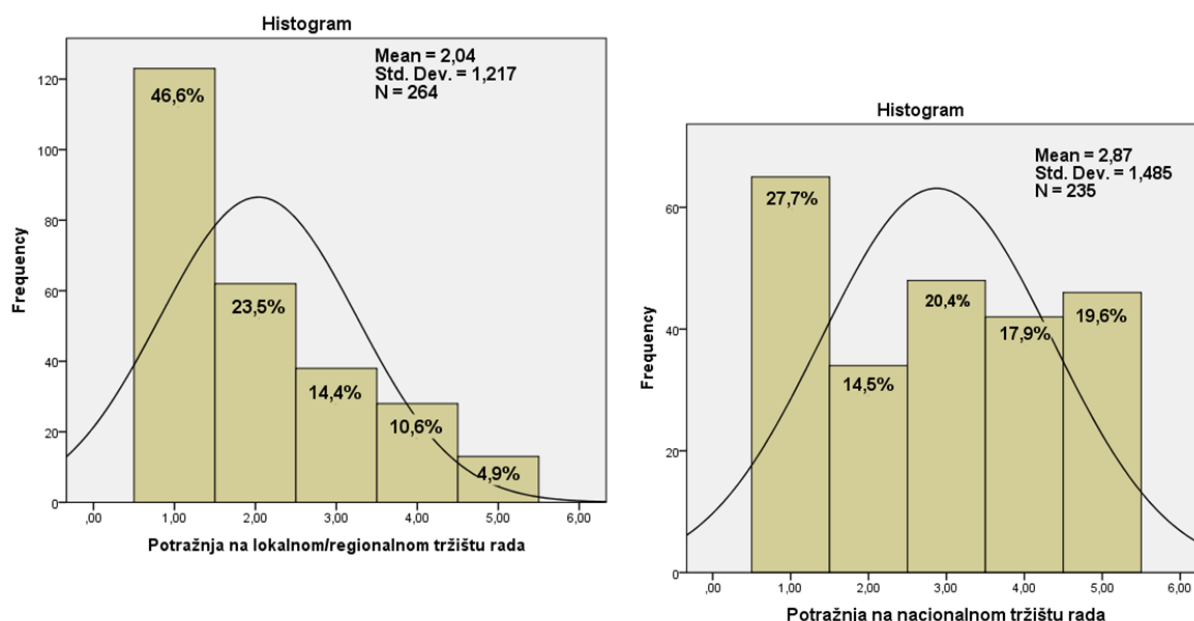 Histogram
Mean = 2,04
Std. Dev. = 1,217
N = 264
Frequency
120
100
80
60
40
20
0
46,6%
23,5%
14,4%
10,6%
4,9%
,00 1,00 2,00 3,00 4,00 5,00 6,00
Potražnja na lokalnom/regionalnom tržištu rada
Histogram
Mean = 2,87
Std. Dev. = 1,485
N = 235
Frequency
60
40
20
0
27,7%
14,5%
20,4%
17,9%
19,6%
,00 1,00 2,00 3,00 4,00 5,00 6,00
Potražnja na nacionalnom tržištu rada